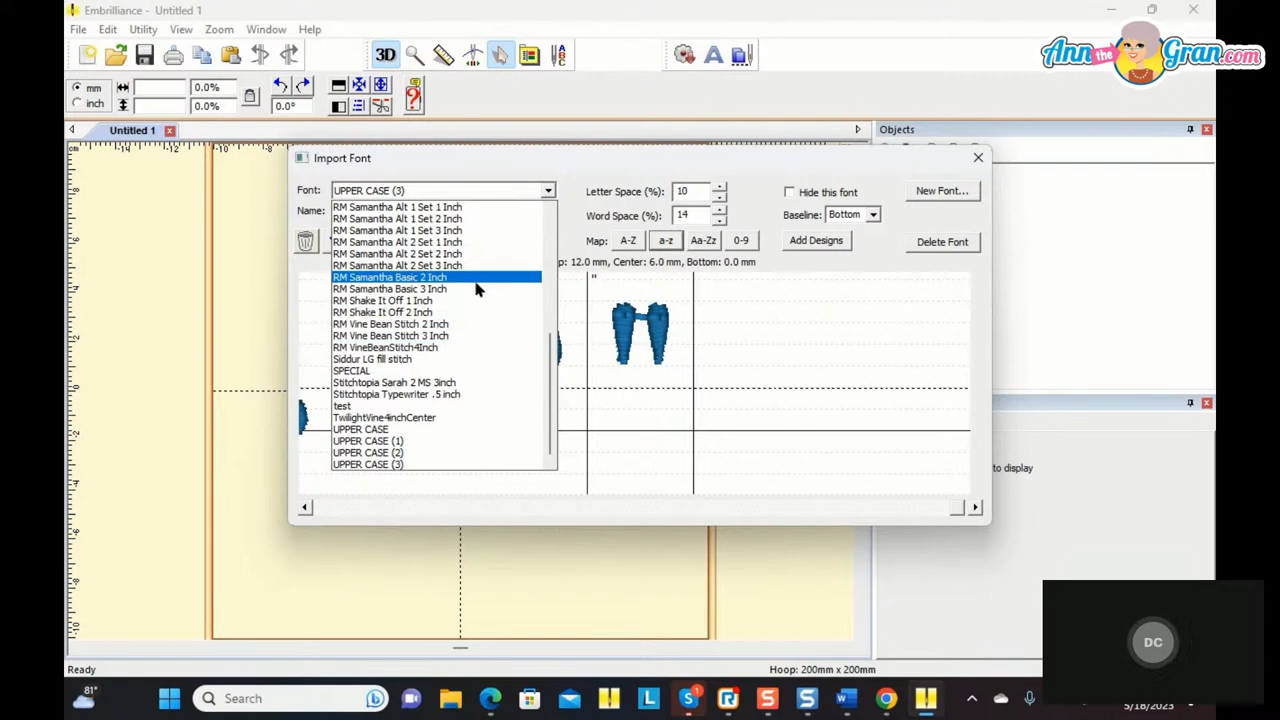 Embrilliance - Untitled 1
Ann the Gran.com
File Edit Utility View Zoom Window Help
3D
mm
inch
0.0%
0.0%
0.0°
Untitled 1
Objects
Import Font
Font: UPPER CASE (3)
Name:
Letter Space (%): 10
Word Space (%): 14
Hide this font
Baseline: Bottom
New Font...
Map: A-Z a-z Aa-Zz 0-9
Add Designs
Delete Font
p: 12.0 mm, Center: 6.0 mm, Bottom: 0.0 mm
"
RM Samantha Alt 1 Set 1 Inch
RM Samantha Alt 1 Set 2 Inch
RM Samantha Alt 1 Set 3 Inch
RM Samantha Alt 2 Set 1 Inch
RM Samantha Alt 2 Set 2 Inch
RM Samantha Alt 2 Set 3 Inch
RM Samantha Basic 2 Inch
RM Samantha Basic 3 Inch
RM Shake It Off 1 Inch
RM Shake It Off 2 Inch
RM Vine Bean Stitch 2 Inch
RM Vine Bean Stitch 3 Inch
RM VineBeanStitch4Inch
Siddur LG fill stitch
SPECIAL
Stitchtopia Sarah 2 MS 3inch
Stitchtopia Typewriter .5 inch
test
TwilightVine4inchCenter
UPPER CASE
UPPER CASE (1)
UPPER CASE (2)
UPPER CASE (3)
to display
DC
Ready
Hoop: 200mm x 200mm
81°
Search
5/18/2023